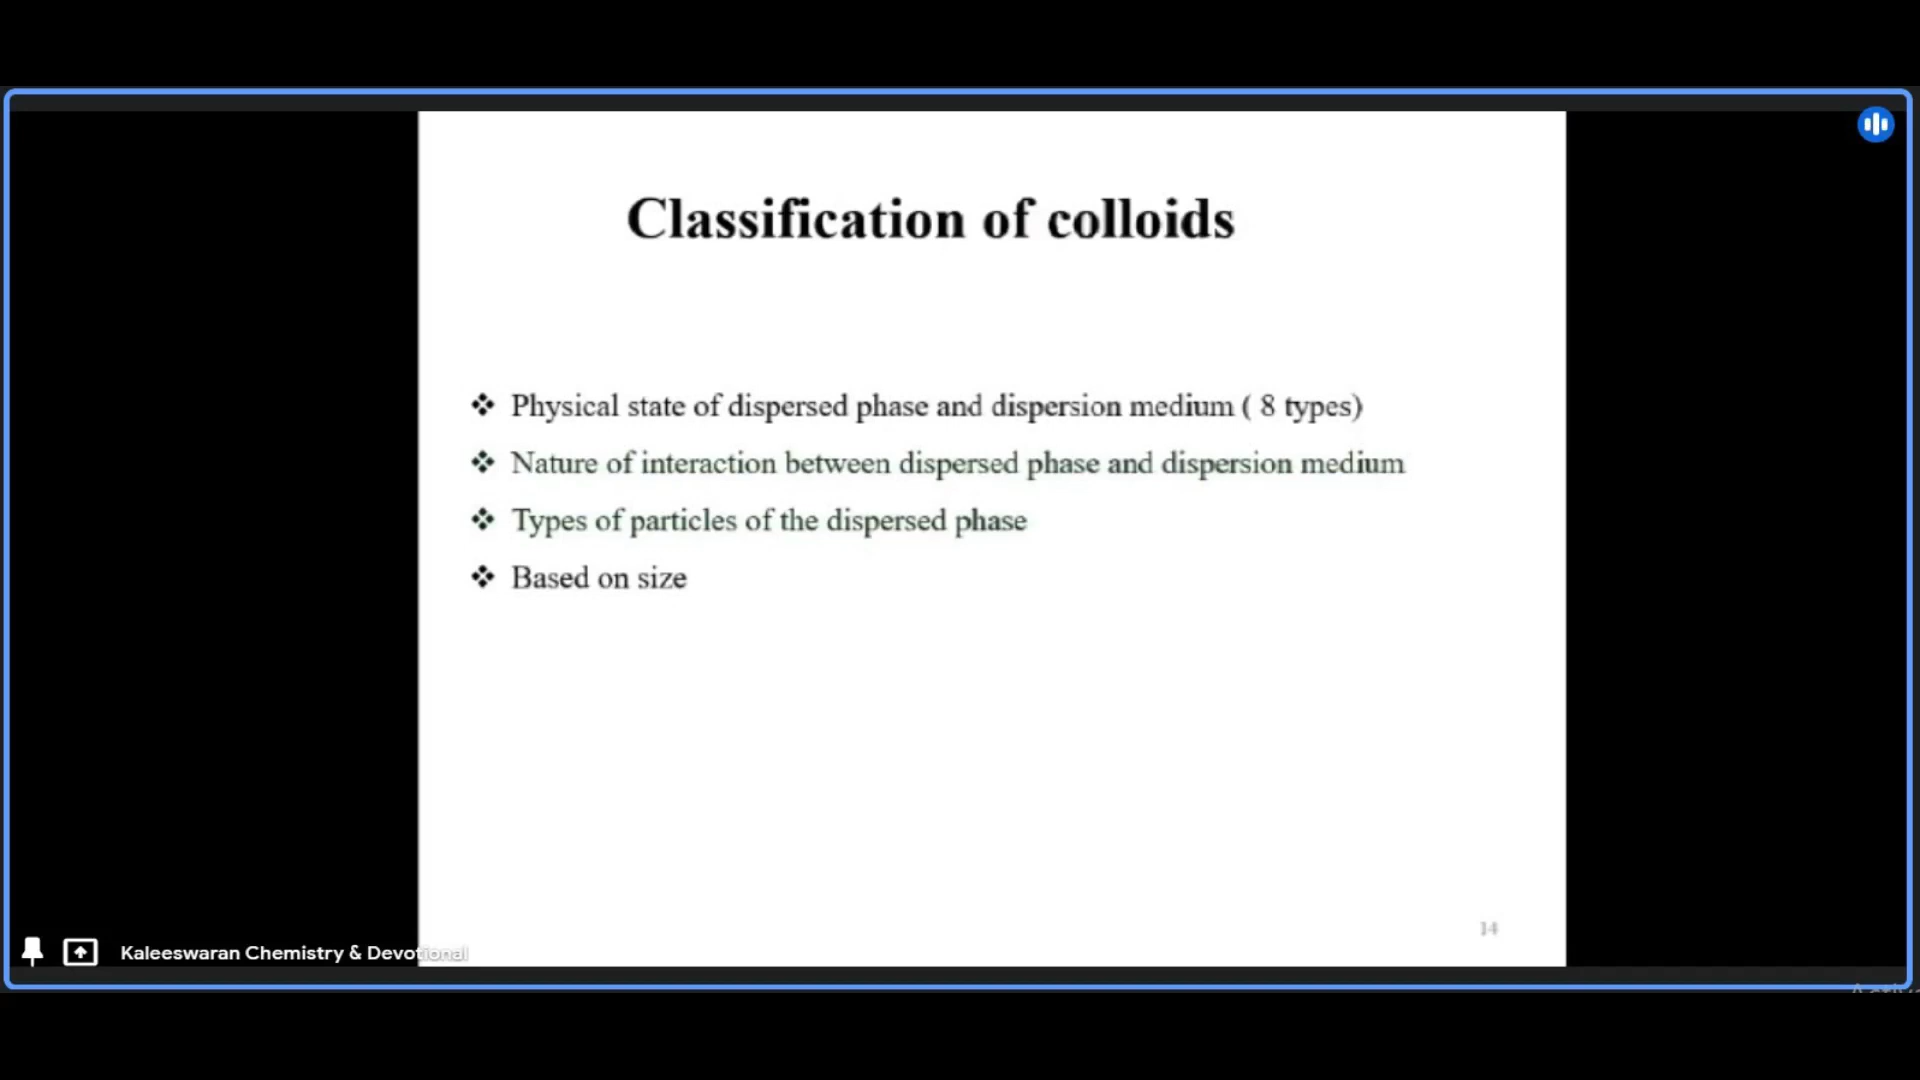 Classification of colloids
❖ Physical state of dispersed phase and dispersion medium ( 8 types)
❖ Nature of interaction between dispersed phase and dispersion medium
❖ Types of particles of the dispersed phase
❖ Based on size
14
Kaleeswaran Chemistry & Devotional